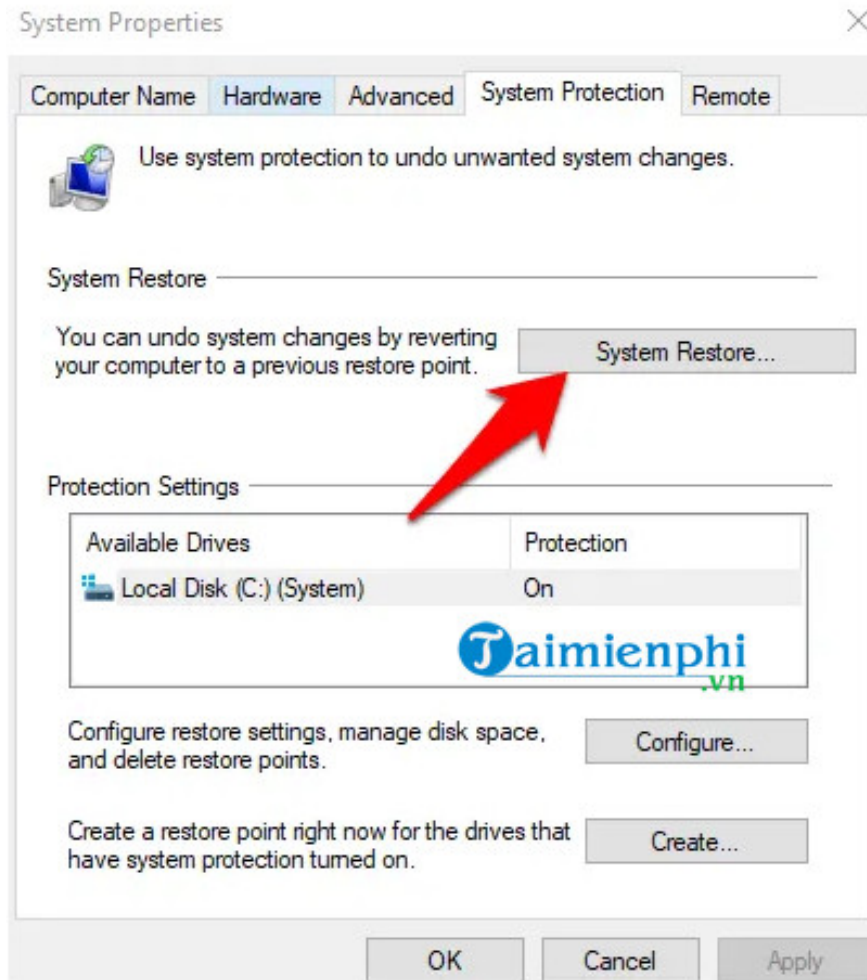 System Properties
Computer Name Hardware Advanced System Protection Remote
Use system protection to undo unwanted system changes.
System Restore
You can undo system changes by reverting
your computer to a previous restore point.
System Restore...
Protection Settings
Available Drives Protection
Local Disk (C:) (System) On
Taimienphi
.vn
Configure restore settings, manage disk space,
and delete restore points.
Configure...
Create a restore point right now for the drives that
have system protection turned on.
Create...
OK Cancel Apply